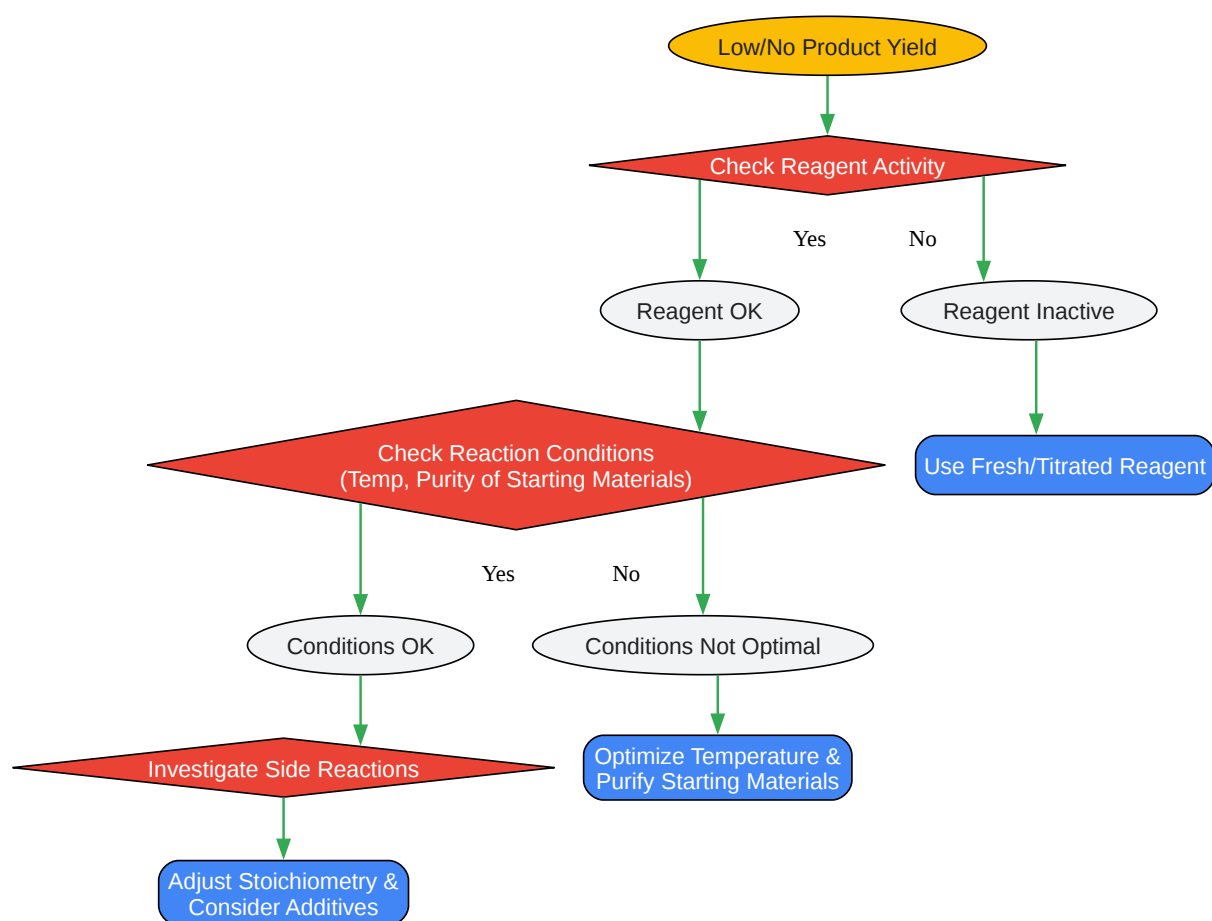 Low/No Product Yield
Check Reagent Activity
Yes
No
Reagent OK
Reagent Inactive
Check Reaction Conditions
(Temp, Purity of Starting Materials)
Use Fresh/Titrated Reagent
Yes
No
Conditions OK
Conditions Not Optimal
Investigate Side Reactions
Optimize Temperature &
Purify Starting Materials
Adjust Stoichiometry &
Consider Additives